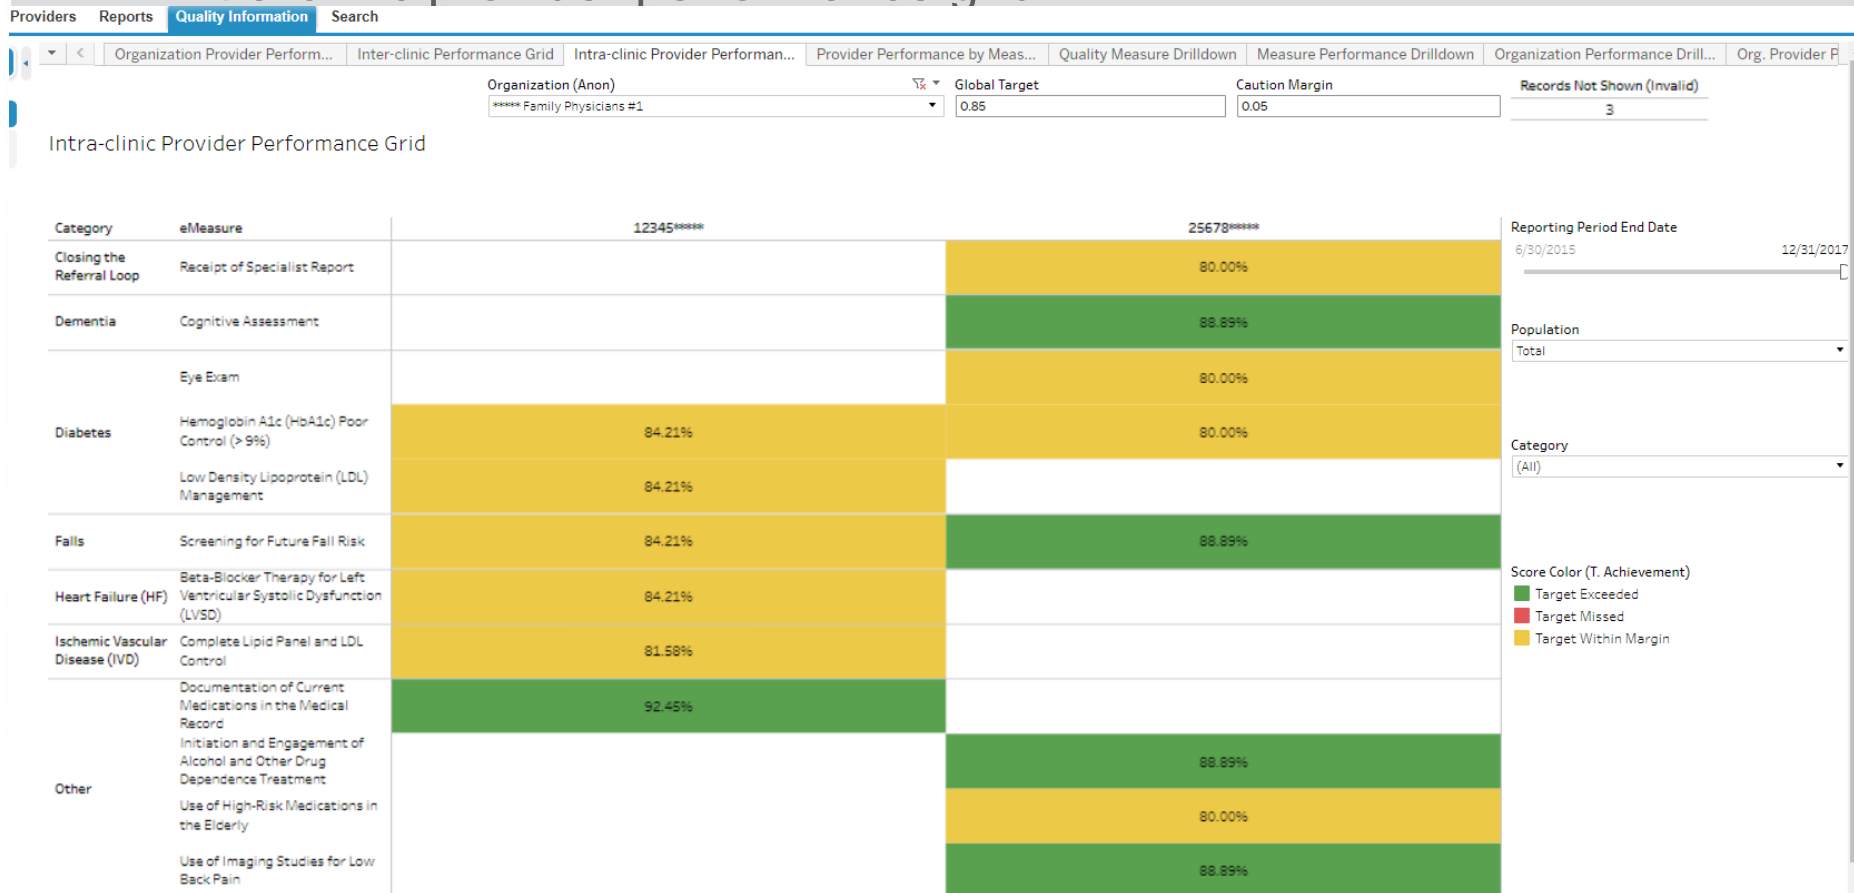 Providers Reports Quality Information Search
Organization Provider Perform... Inter-clinic Performance Grid Intra-clinic Provider Performan... Provider Performance by Meas... Quality Measure Drilldown Measure Performance Drilldown Organization Performance Drill... Org. Provider P
Organization (Anon) Global Target Caution Margin Records Not Shown (Invalid)
***** Family Physicians #1 0.85 0.05 3
Intra-clinic Provider Performance Grid
Category eMeasure 12345***** 25678*****
Closing the
Referral Loop
Receipt of Specialist Report 80.00%
Dementia Cognitive Assessment 88.89%
Diabetes
Eye Exam 80.00%
Hemoglobin A1c (HbA1c) Poor
Control (> 9%)
84.21% 80.00%
Low Density Lipoprotein (LDL)
Management
84.21%
Falls Screening for Future Fall Risk 84.21% 88.89%
Heart Failure (HF)
Beta-Blocker Therapy for Left
Ventricular Systolic Dysfunction
(LVSD)
84.21%
Ischemic Vascular
Disease (IVD)
Complete Lipid Panel and LDL
Control
81.58%
Other
Documentation of Current
Medications in the Medical
Record
92.45%
Initiation and Engagement of
Alcohol and Other Drug
Dependence Treatment
88.89%
Use of High-Risk Medications in
the Elderly
80.00%
Use of Imaging Studies for Low
Back Pain
88.89%
Reporting Period End Date
6/30/2015 12/31/2017
Population
Total
Category
(All)
Score Color (T. Achievement)
Target Exceeded
Target Missed
Target Within Margin